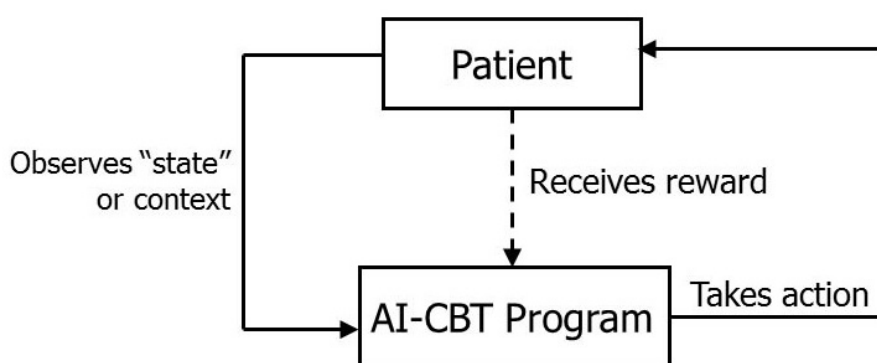 Patient
Observes “state”
or context
Receives reward
AI-CBT Program
Takes action